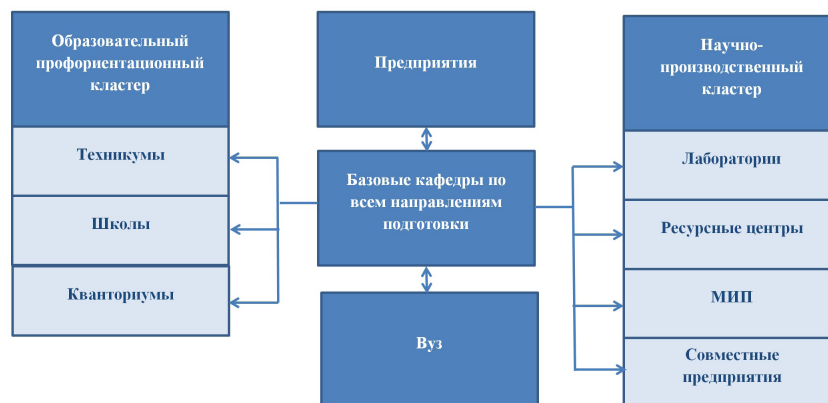 Образовательный
профориентационный
кластер
Техникумы
Школы
Кванториумы
Предприятия
Базовые кафедры по
всем направлениям
подготовки
Вуз
Научно-
производственный
кластер
Лаборатории
Ресурсные центры
МИП
Совместные
предприятия